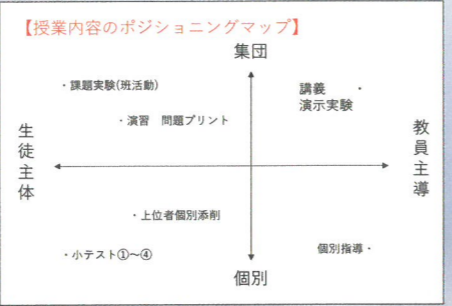 【授業内容のポジショニングマップ】
集団
・課題実験(班活動)
講義 ・
演示実験
・演習 問題プリント
生徒主体
教員主導
・上位者個別添削
・小テスト①~④
個別指導・
個別